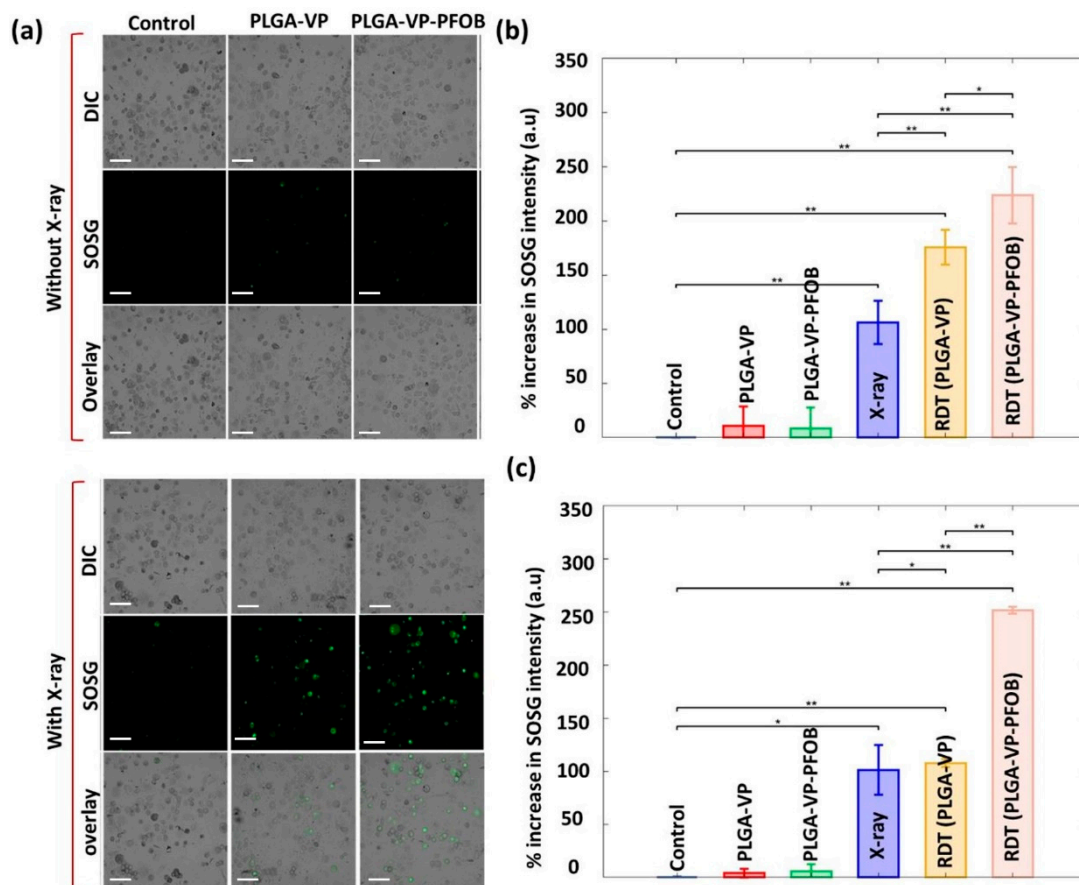 (a)
Control PLGA-VP PLGA-VP-PFOB
Without X-ray
DIC
SOSG
Overlay
With X-ray
DIC
SOSG
overlay
(b)
% increase in SOSG intensity (a.u)
350
300
250
200
150
100
50
0
*
**
**
**
**
**
Control
PLGA-VP
PLGA-VP-PFOB
X-ray
RDT (PLGA-VP)
RDT (PLGA-VP-PFOB)
(c)
% increase in SOSG intensity (a.u)
350
300
250
200
150
100
50
0
**
**
*
**
**
*
Control
PLGA-VP
PLGA-VP-PFOB
X-ray
RDT (PLGA-VP)
RDT (PLGA-VP-PFOB)